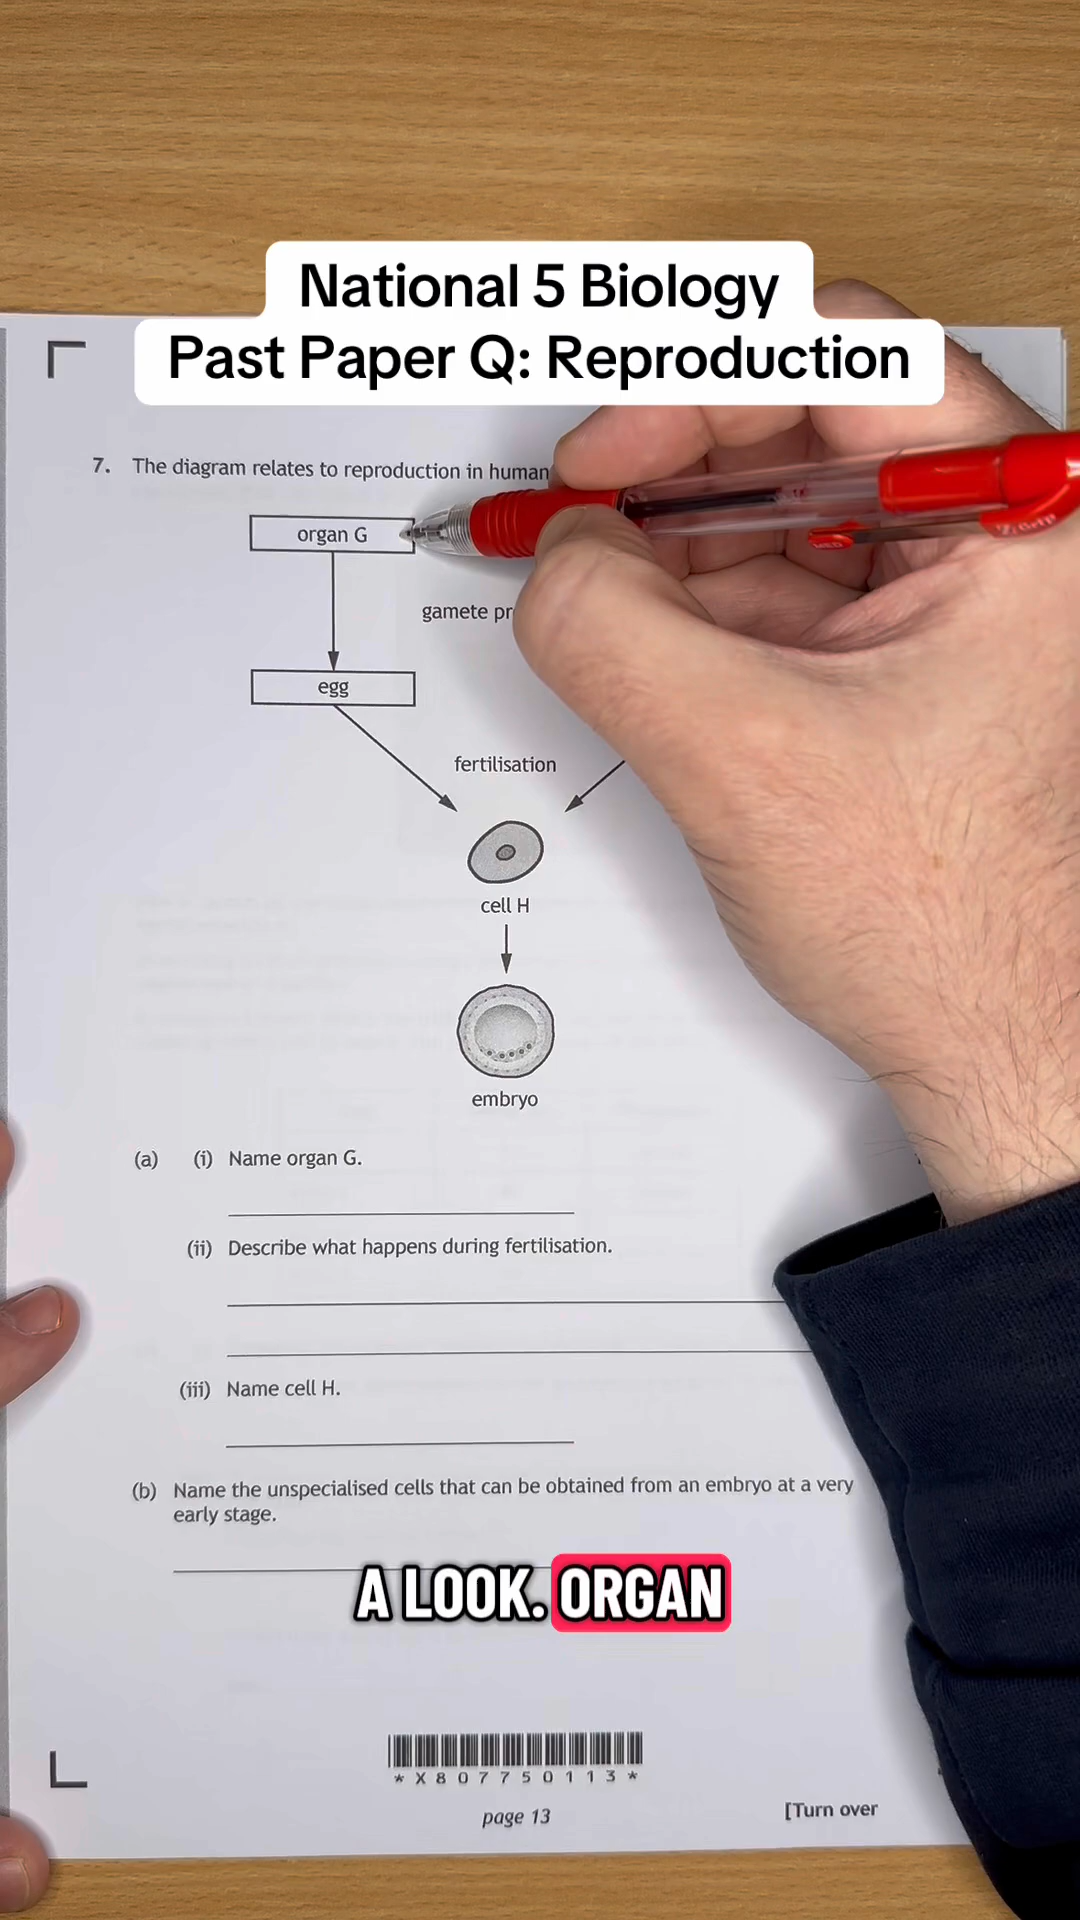 National 5 Biology
Past Paper Q: Reproduction
7. The diagram relates to reproduction in human
organ G
gamete pr
egg
fertilisation
cell H
embryo
(a) (i) Name organ G.
(ii) Describe what happens during fertilisation.
(iii) Name cell H.
(b) Name the unspecialised cells that can be obtained from an embryo at a very
early stage.
A LOOK. ORGAN
* X 8 0 7 7 5 0 1 1 3 *
page 13
[Turn over